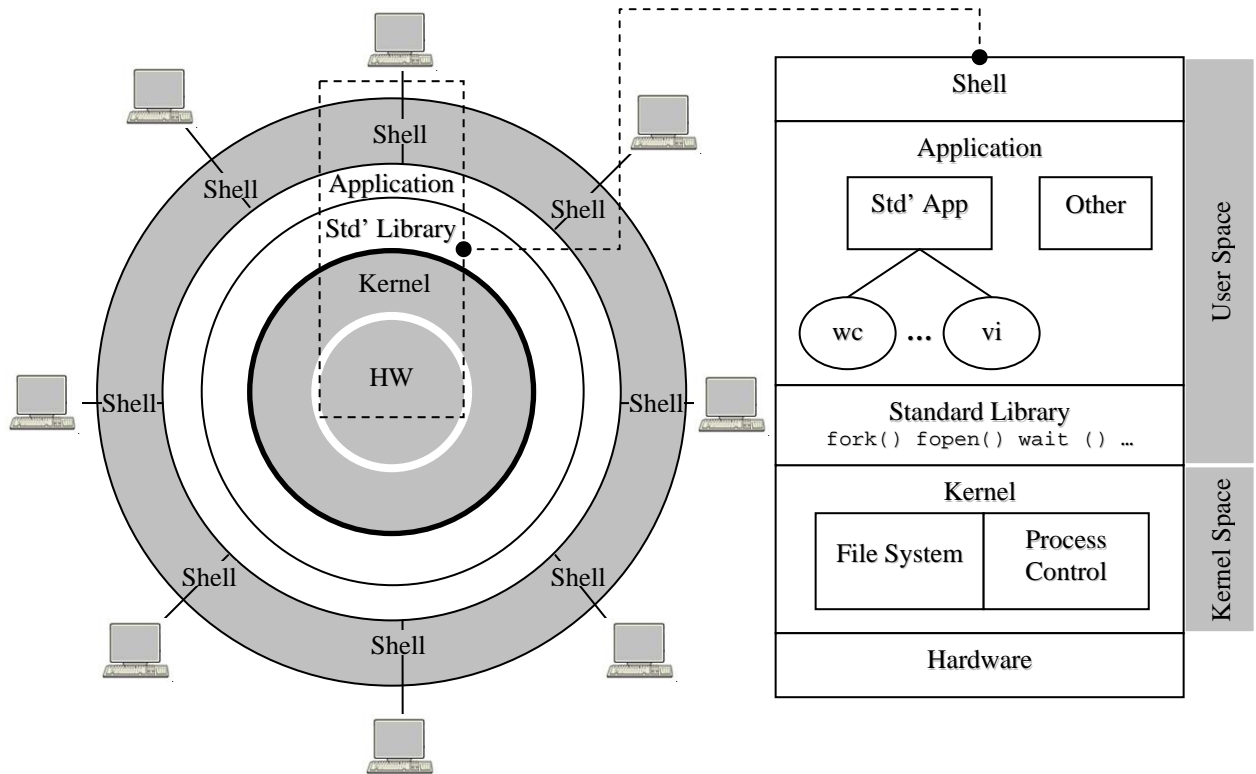 Shell
Shell
Shell
Application
Std’ Library
Kernel
HW
Shell
Shell
Shell
Shell
Shell
Shell
Application
Std’ App
Other
wc
...
vi
Standard Library
fork() fopen() wait () …
Kernel
File System
Process
Control
Hardware
User Space
Kernel Space